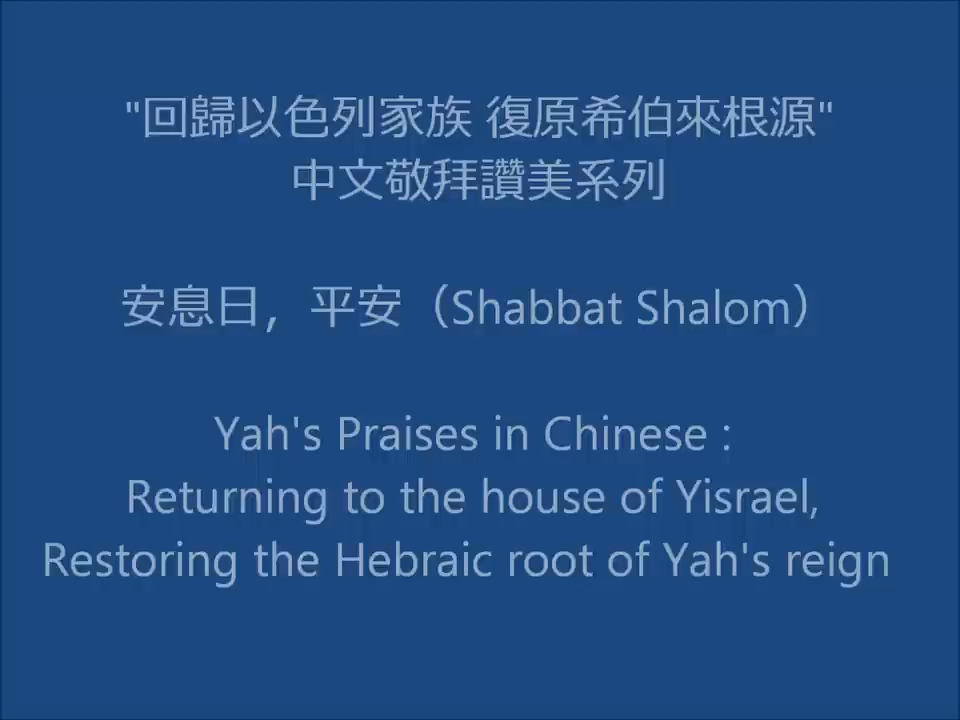 "回歸以色列家族 復原希伯來根源"
中文敬拜讚美系列
安息日，平安（Shabbat Shalom）
Yah's Praises in Chinese :
Returning to the house of Yisrael,
Restoring the Hebraic root of Yah's reign